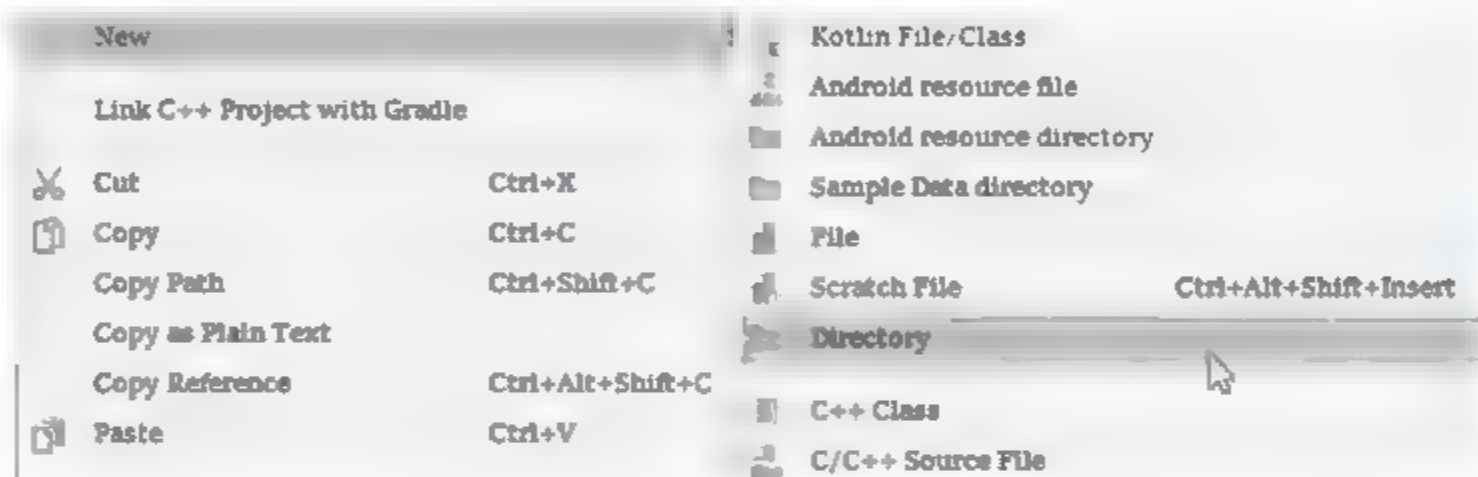 New
Link C++ Project with Gradle
Cut Ctrl+X
Copy Ctrl+C
Copy Path Ctrl+Shift+C
Copy as Plain Text
Copy Reference Ctrl+Alt+Shift+C
Paste Ctrl+V
Kotlin File/Class
Android resource file
Android resource directory
Sample Data directory
File
Scratch File Ctrl+Alt+Shift+Insert
Directory
C++ Class
C/C++ Source File